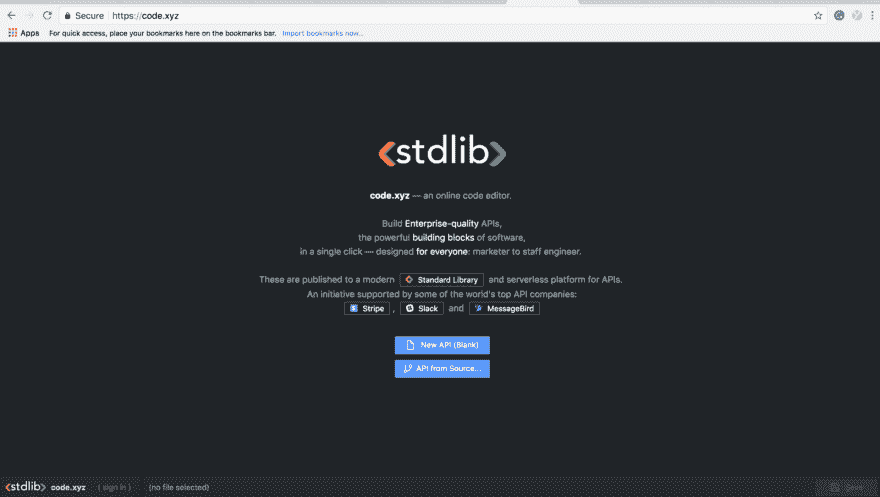 Secure https://code.xyz
Apps For quick access, place your bookmarks here on the bookmarks bar. Import bookmarks now...
<stdlib>
code.xyz — an online code editor.
Build Enterprise-quality APIs,
the powerful building blocks of software,
in a single click — designed for everyone: marketer to staff engineer.
These are published to a modern Standard Library and serverless platform for APIs.
An initiative supported by some of the world's top API companies:
Stripe , Slack and MessageBird
New API (Blank)
API from Source...
<stdlib> code.xyz ( sign in ) (no file selected) Save